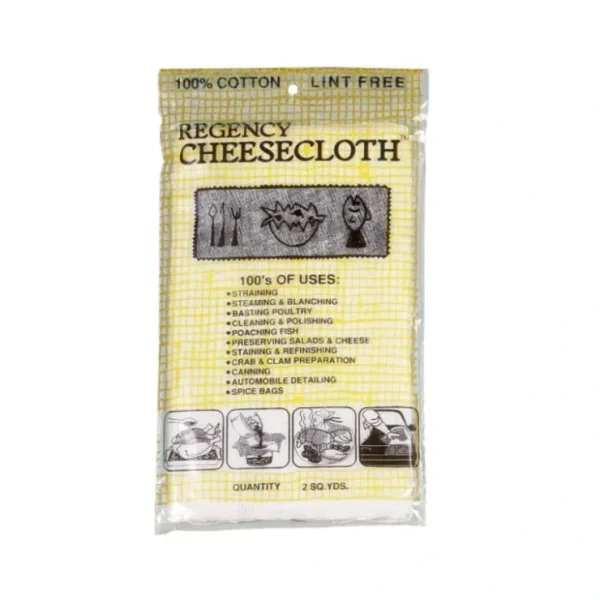 100% COTTON LINT FREE
REGENCY
CHEESECLOTH™
100's OF USES:
•STRAINING
•STEAMING & BLANCHING
•BASTING POULTRY
•CLEANING & POLISHING
•POACHING FISH
•PRESERVING SALADS & CHEESE
•STAINING & REFINISHING
•CRAB & CLAM PREPARATION
•CANNING
•AUTOMOBILE DETAILING
•SPICE BAGS
QUANTITY 2 SQ.YDS.